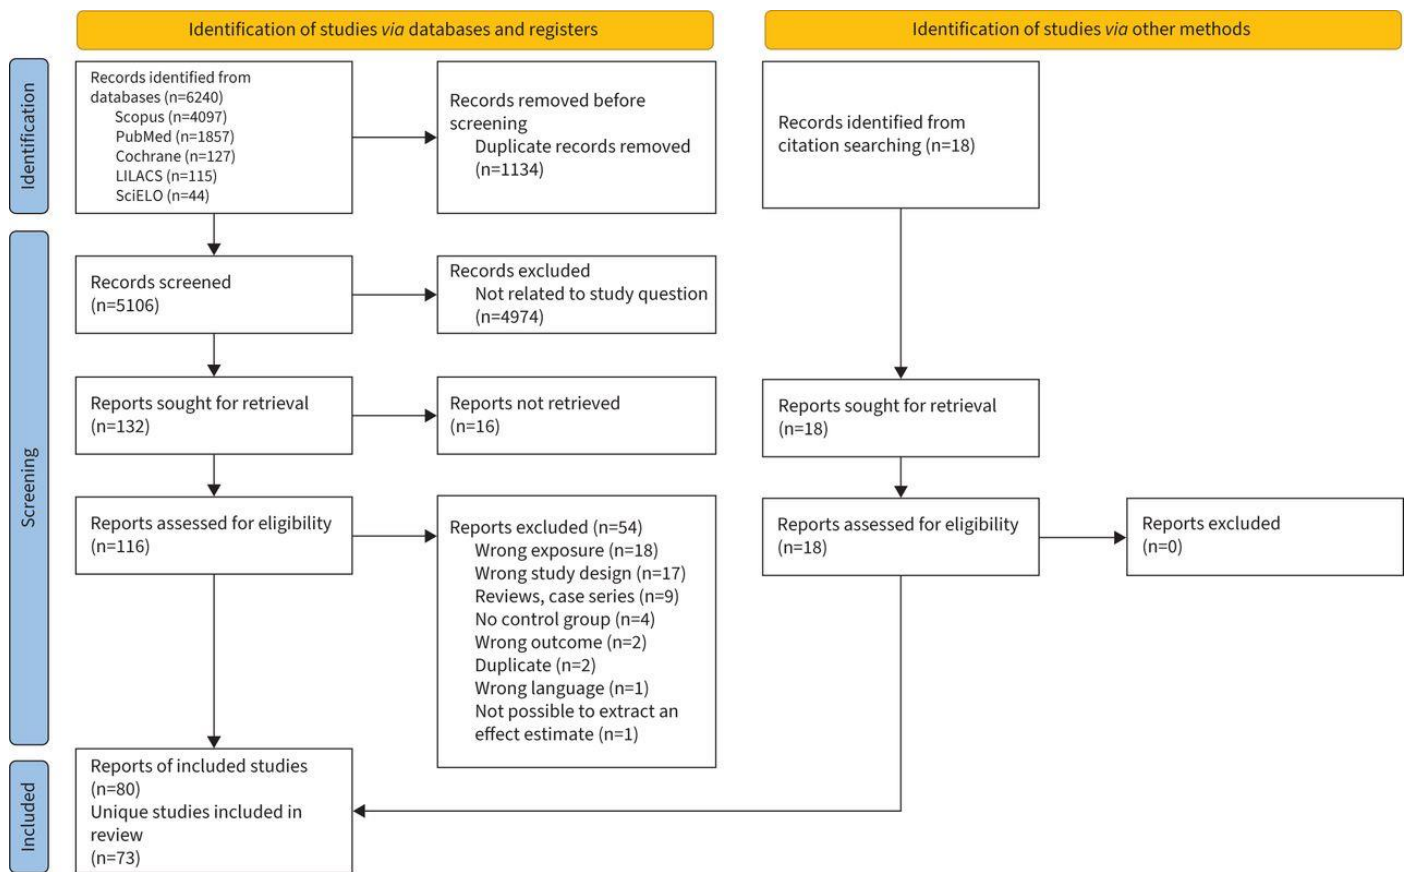 Identification of studies via databases and registers
Identification of studies via other methods
Identification
Records identified from
databases (n=6240)
Scopus (n=4097)
PubMed (n=1857)
Cochrane (n=127)
LILACS (n=115)
SciELO (n=44)
Records removed before
screening
Duplicate records removed
(n=1134)
Records identified from
citation searching (n=18)
Screening
Records screened
(n=5106)
Records excluded
Not related to study question
(n=4974)
Reports sought for retrieval
(n=132)
Reports not retrieved
(n=16)
Reports sought for retrieval
(n=18)
Reports assessed for eligibility
(n=116)
Reports excluded (n=54)
Wrong exposure (n=18)
Wrong study design (n=17)
Reviews, case series (n=9)
No control group (n=4)
Wrong outcome (n=2)
Duplicate (n=2)
Wrong language (n=1)
Not possible to extract an
effect estimate (n=1)
Reports assessed for eligibility
(n=18)
Reports excluded
(n=0)
Included
Reports of included studies
(n=80)
Unique studies included in
review
(n=73)